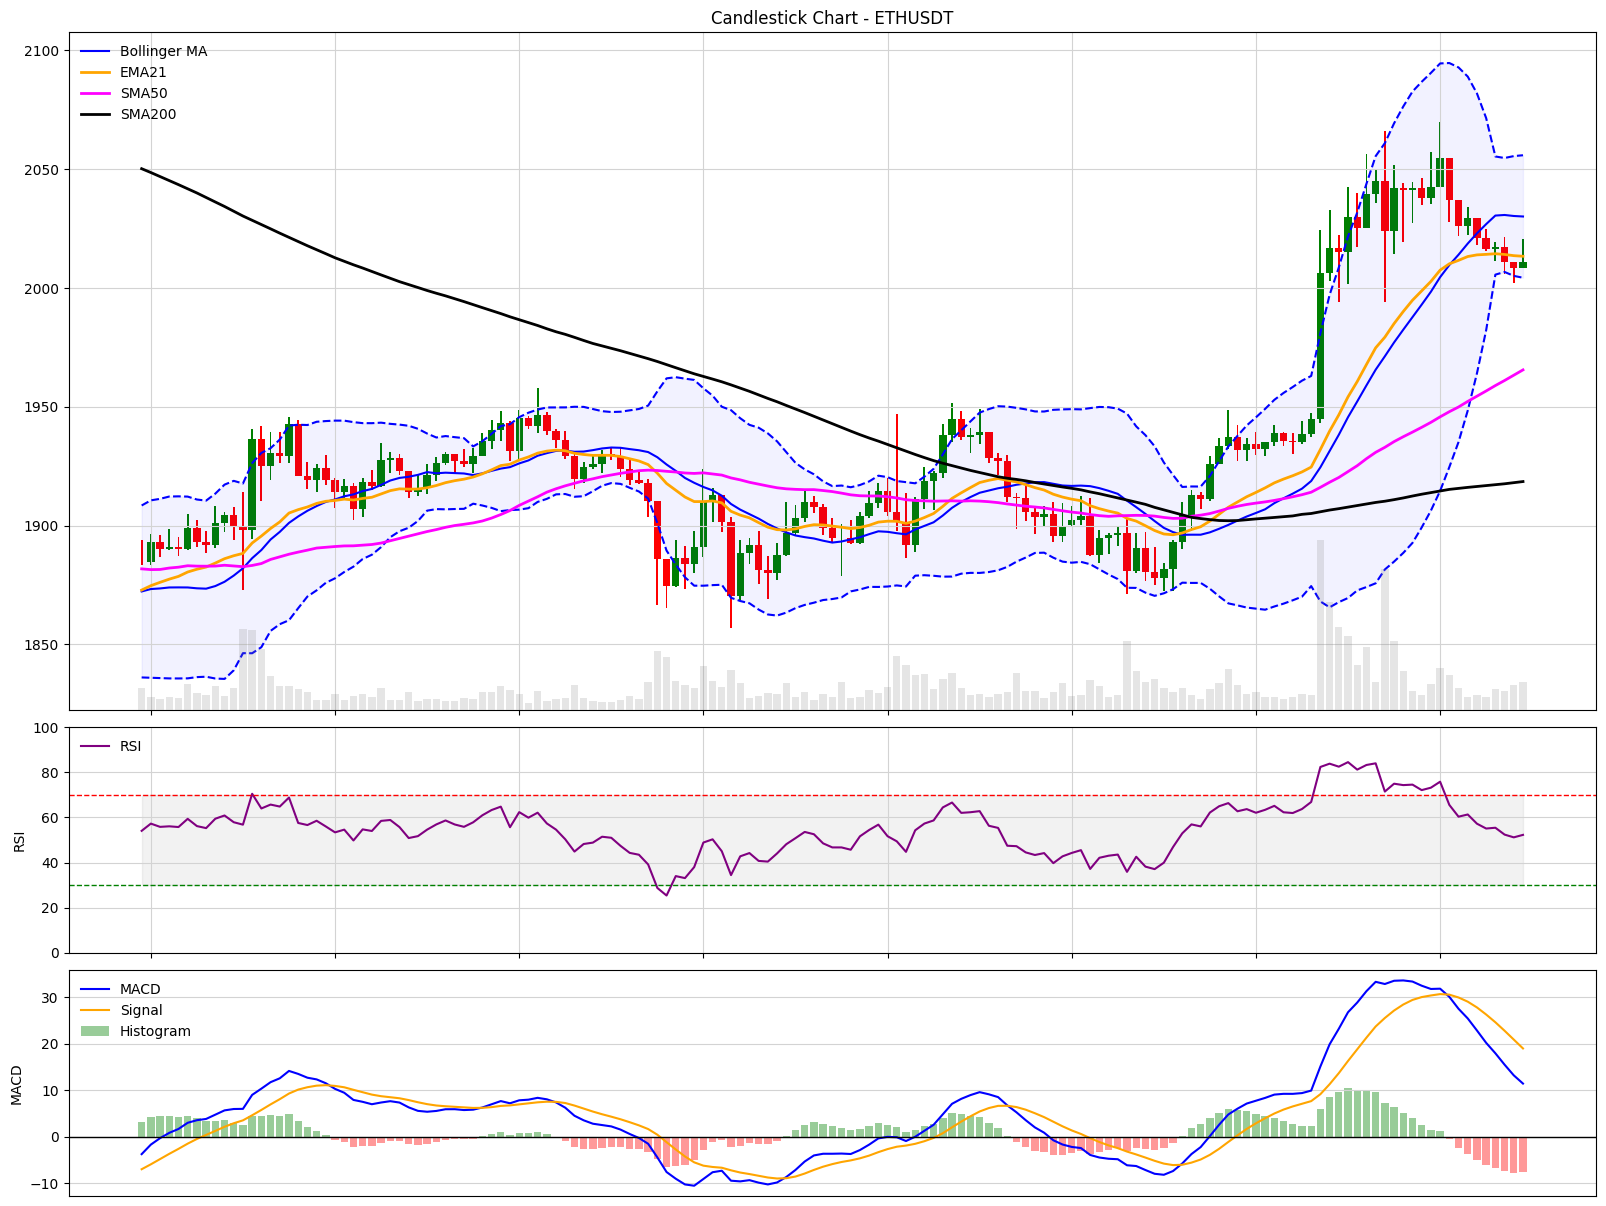 Candlestick Chart - ETHUSDT
Bollinger MA
EMA21
SMA50
SMA200
2100
2050
2000
1950
1900
1850
RSI
RSI
100
80
60
40
20
0
MACD
Signal
Histogram
MACD
30
20
10
0
−10